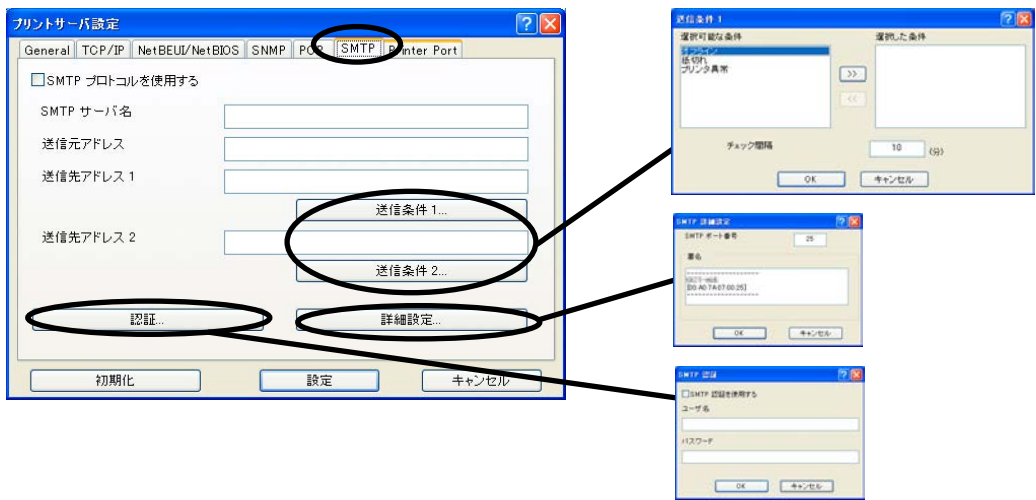 プリントサーバ設定
General TCP/IP NetBEUI/NetBIOS SNMP POP SMTP Printer Port
SMTP プロトコルを使用する
SMTP サーバ名
送信元アドレス
送信先アドレス 1
送信条件 1...
送信先アドレス 2
送信条件 2...
認証...
詳細設定...
初期化
設定
キャンセル
送信条件 1
選択可能な条件
選択した条件
オフライン
紙切れ
プリンタ異常
>>
<<
チェック間隔
10
(分)
OK
キャンセル
SMTP 詳細設定
SMTP ポート番号
25
署名
--------------------
[00:A0:7A:07:00:25]
--------------------
OK
キャンセル
SMTP 認証
SMTP 認証を使用する
ユーザ名
パスワード
OK
キャンセル